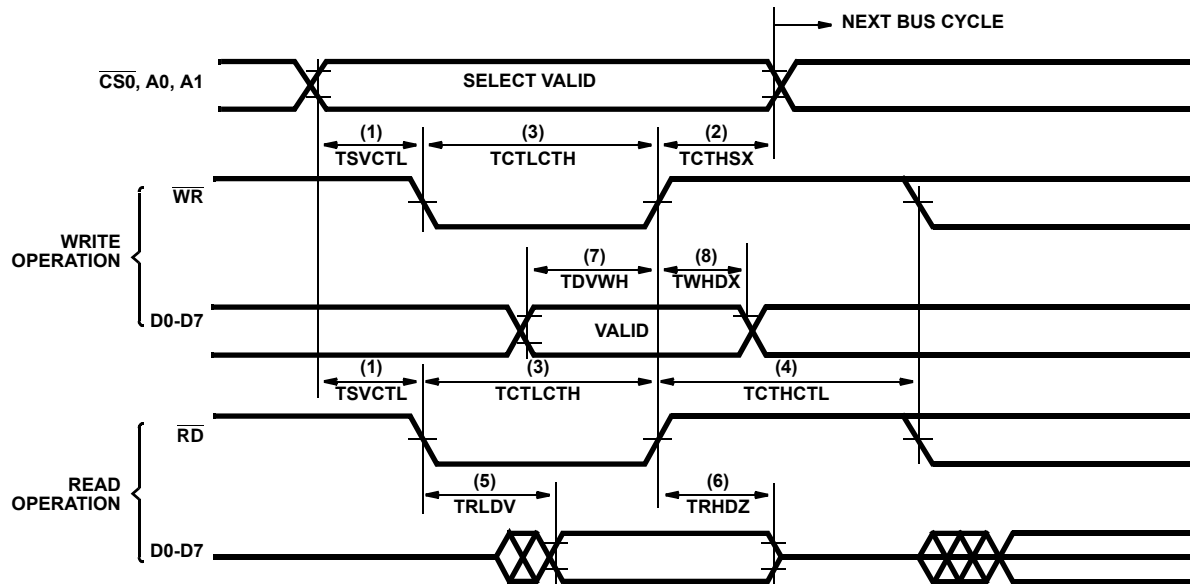 NEXT BUS CYCLE
CS0, A0, A1
SELECT VALID
(1)
TSVCTL
(3)
TCTLCTH
(2)
TCTHSX
WR
WRITE
OPERATION
(7)
TDVWH
(8)
TWHDX
D0-D7
VALID
(1)
TSVCTL
(3)
TCTLCTH
(4)
TCTHCTL
RD
READ
OPERATION
(5)
TRLDV
(6)
TRHDZ
D0-D7